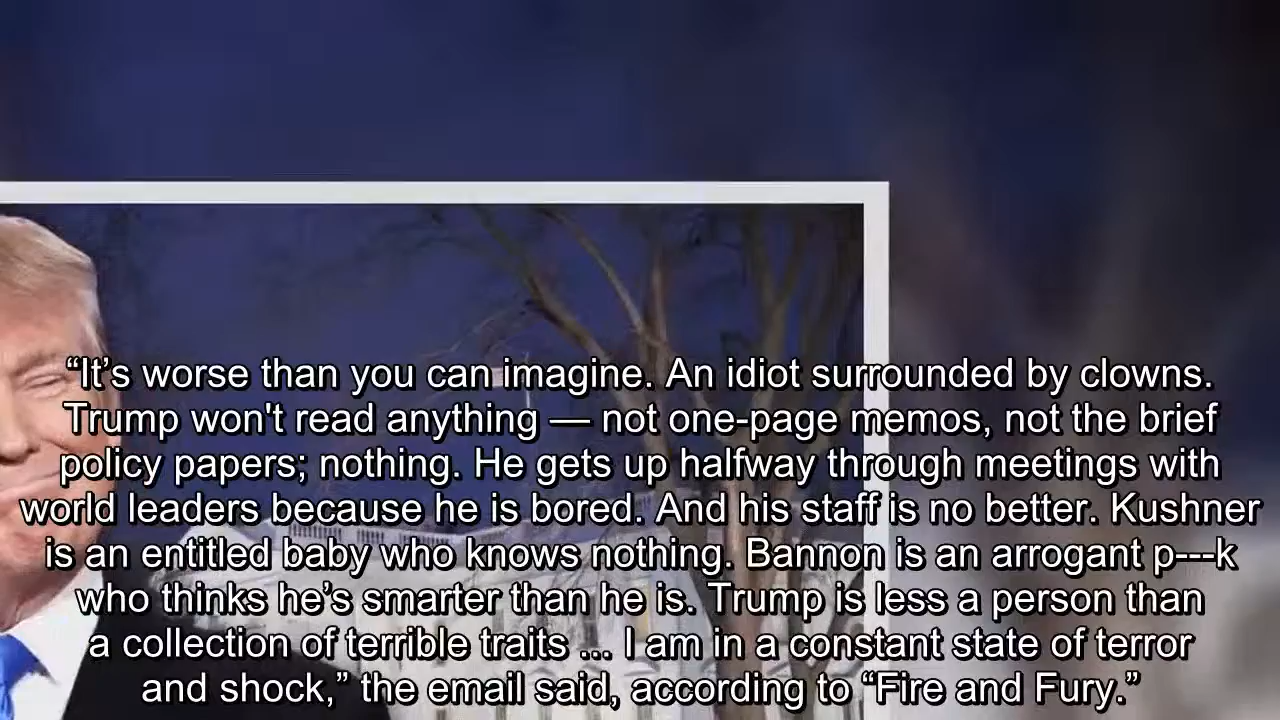 “It’s worse than you can imagine. An idiot surrounded by clowns.
Trump won't read anything — not one-page memos, not the brief
policy papers; nothing. He gets up halfway through meetings with
world leaders because he is bored. And his staff is no better. Kushner
is an entitled baby who knows nothing. Bannon is an arrogant p---k
who thinks he’s smarter than he is. Trump is less a person than
a collection of terrible traits ... I am in a constant state of terror
and shock,” the email said, according to “Fire and Fury.”